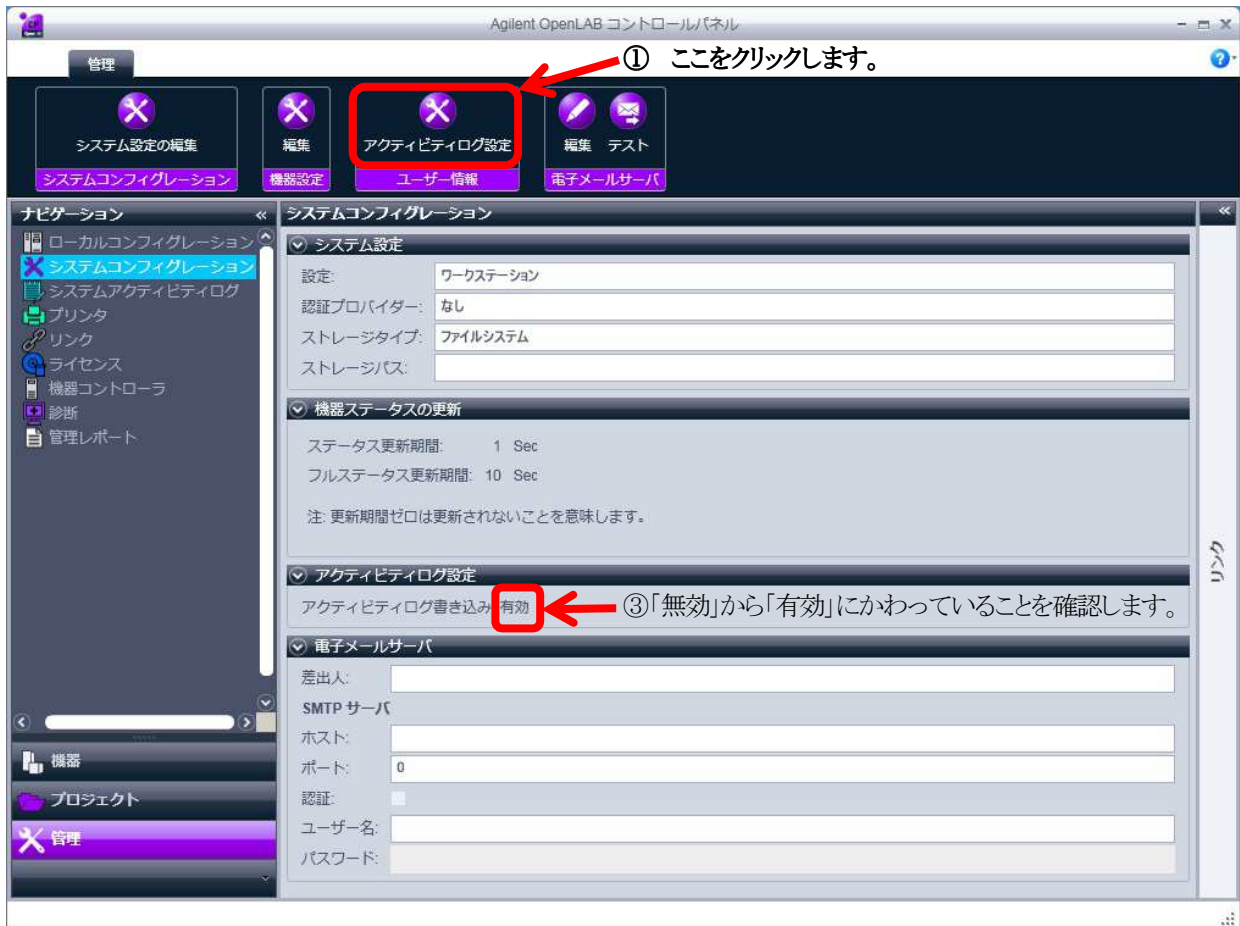 Agilent OpenLAB コントロールパネル
管理
① ここをクリックします。
システム設定の編集
編集
アクティビティログ設定
編集 テスト
システムコンフィグレーション
機器設定
ユーザー情報
電子メールサーバ
ナビゲーション
ローカルコンフィグレーション
システムコンフィグレーション
システムアクティビティログ
プリンタ
リンク
ライセンス
機器コントローラ
診断
管理レポート
機器
プロジェクト
管理
システムコンフィグレーション
システム設定
設定: ワークステーション
認証プロバイダー: なし
ストレージタイプ: ファイルシステム
ストレージパス:
機器ステータスの更新
ステータス更新期間: 1 Sec
フルステータス更新期間: 10 Sec
注: 更新期間ゼロは更新されないことを意味します。
アクティビティログ設定
アクティビティログ書き込み 有効
③「無効」から「有効」にかわっていることを確認します。
電子メールサーバ
差出人:
SMTP サーバ
ホスト:
ポート: 0
認証:
ユーザー名:
パスワード:
リンク